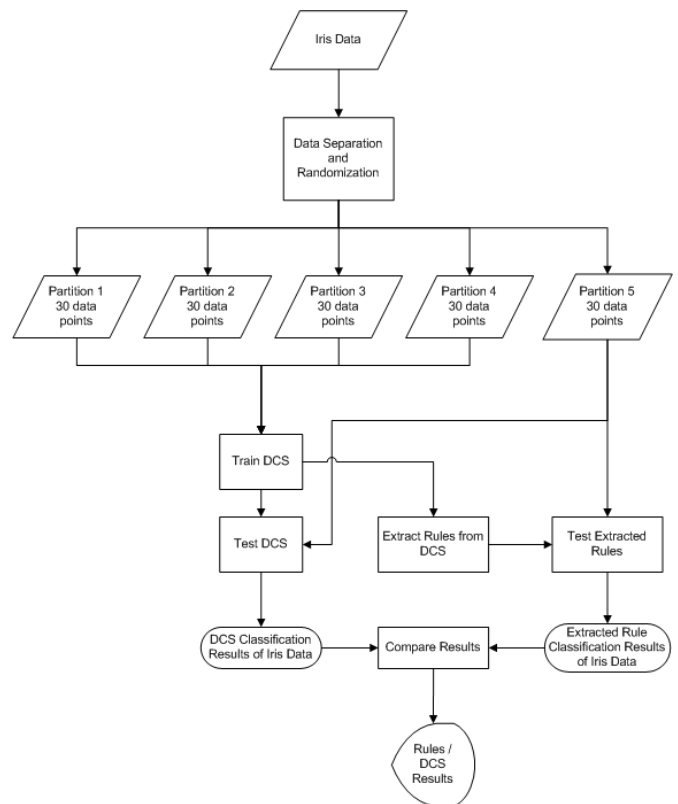 Iris Data
Data Separation
and
Randomization
Partition 1
30 data
points
Partition 2
30 data
points
Partition 3
30 data
points
Partition 4
30 data
points
Partition 5
30 data
points
Train DCS
Test DCS
Extract Rules from
DCS
Test Extracted
Rules
DCS Classification
Results of Iris Data
Compare Results
Extracted Rule
Classification Results
of Iris Data
Rules /
DCS
Results